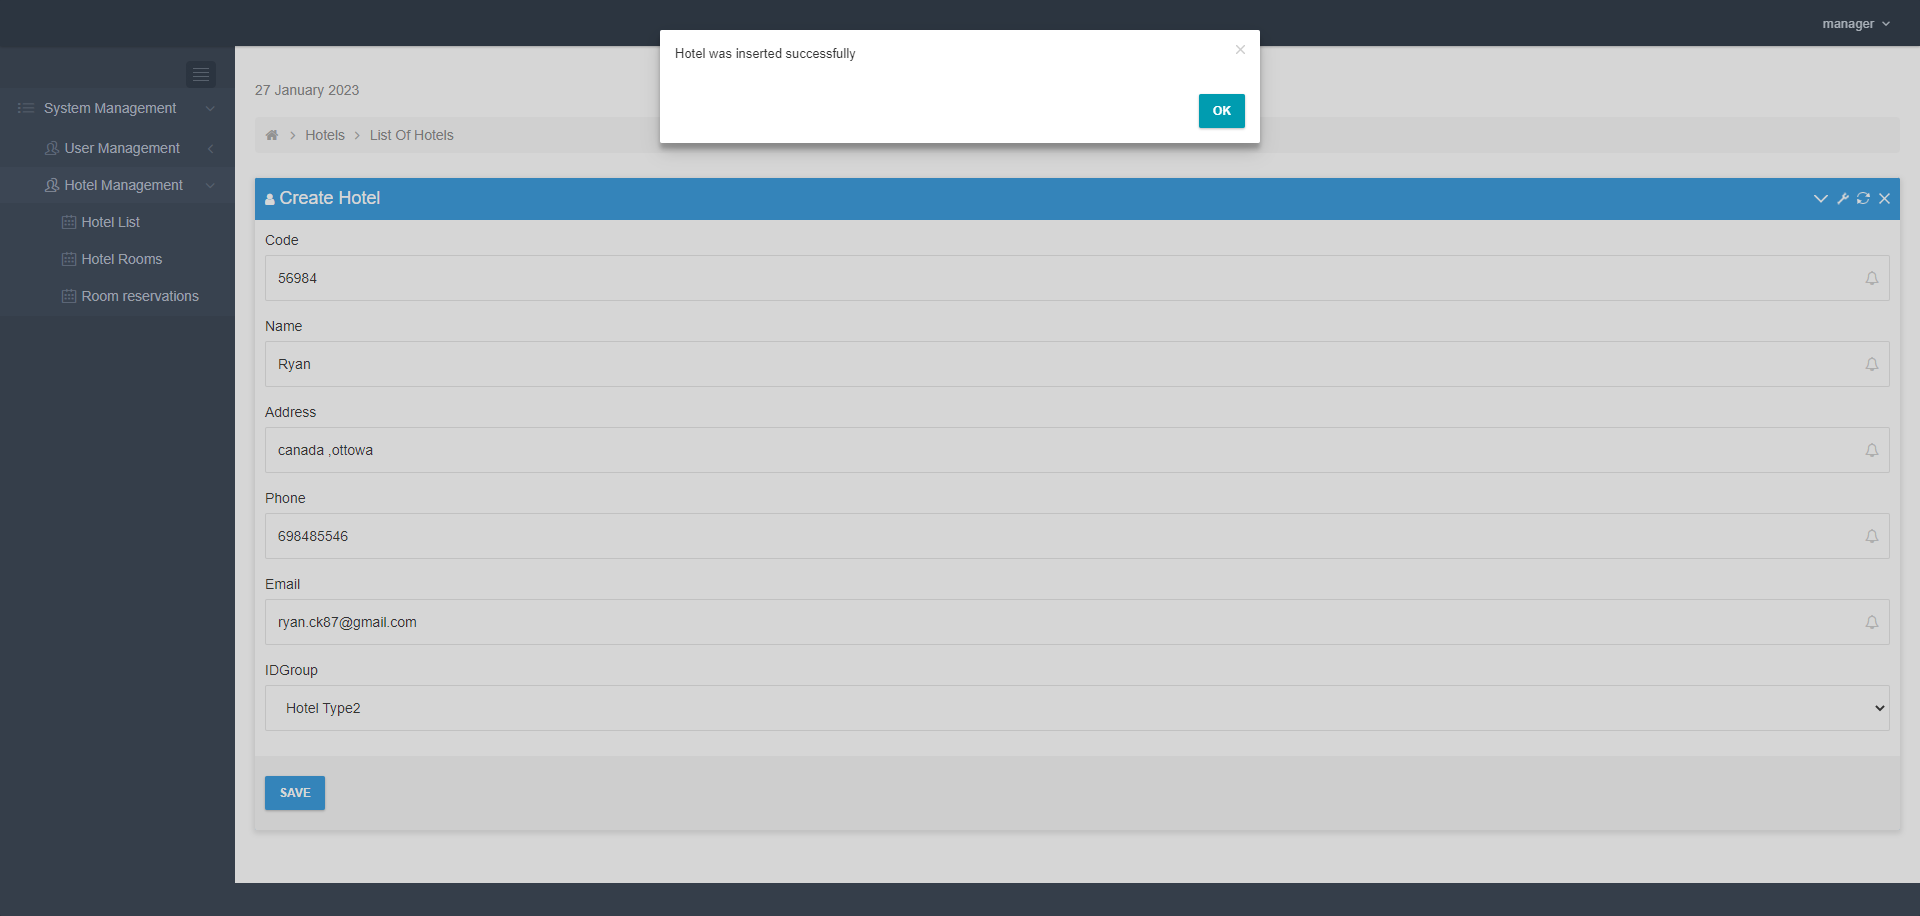 manager
Hotel was inserted successfully
×
OK
System Management
User Management
Hotel Management
Hotel List
Hotel Rooms
Room reservations
27 January 2023
Hotels > List Of Hotels
Create Hotel
Code
56984
Name
Ryan
Address
canada ,ottowa
Phone
698485546
Email
ryan.ck87@gmail.com
IDGroup
Hotel Type2
SAVE